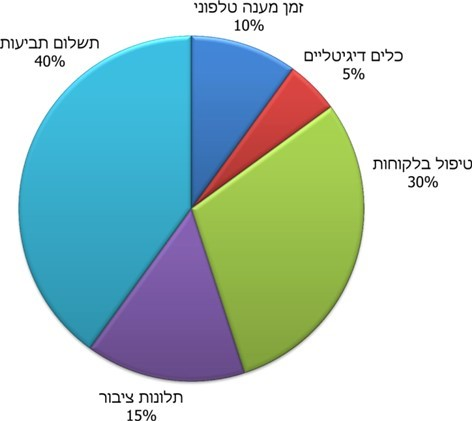 זמן מענה טלפוני
10%
כלים דיגיטליים
5%
טיפול בלקוחות
30%
תלונות ציבור
15%
תשלום תביעות
40%